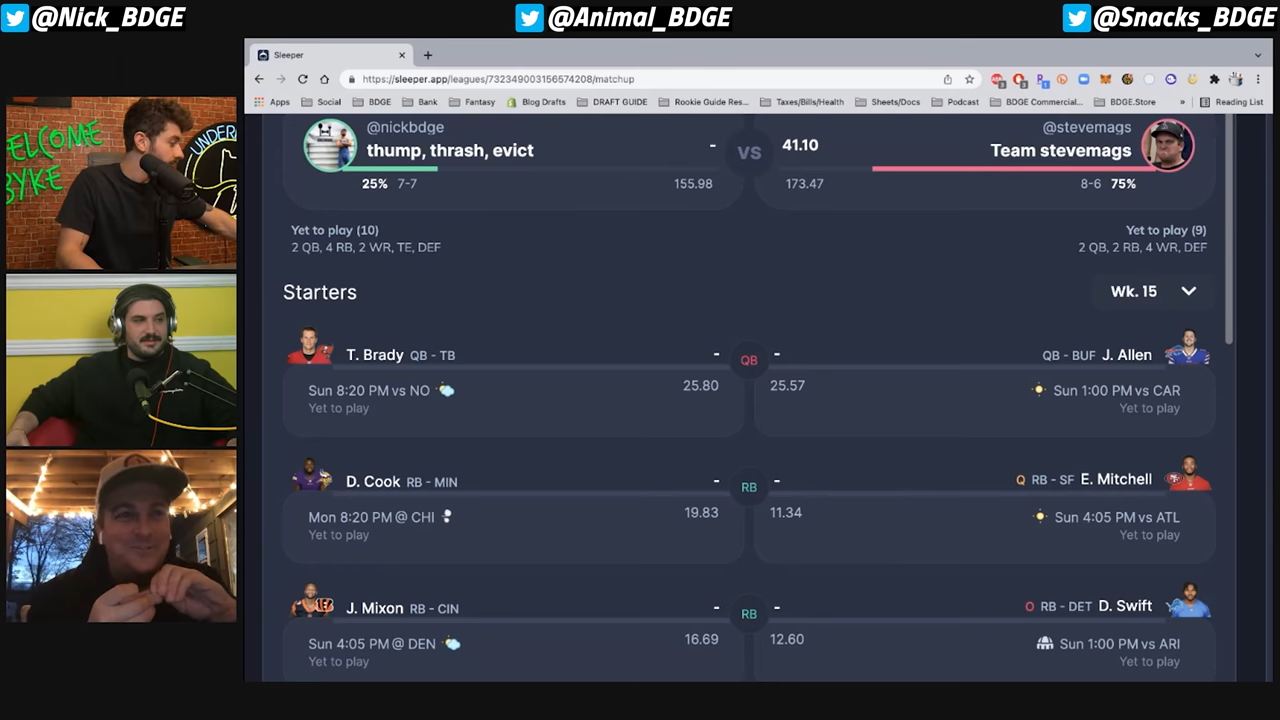 @Nick_BDGE
@Animal_BDGE
@Snacks_BDGE
Sleeper
https://sleeper.app/leagues/732349003156574208/matchup
Apps
Social
BDGE
Bank
Fantasy
Blog Drafts
DRAFT GUIDE
Rookie Guide Res...
Taxes/Bills/Health
Sheets/Docs
Podcast
BDGE Commercial...
BDGE.Store
»
Reading List
@nickbdge
thump, thrash, evict
-
VS
41.10
@stevemags
Team stevemags
25% 7-7
155.98
173.47
8-6 75%
Yet to play (10)
2 QB, 4 RB, 2 WR, TE, DEF
Yet to play (9)
2 QB, 2 RB, 4 WR, DEF
Starters
Wk. 15
T. Brady QB - TB
-
QB
-
QB - BUF J. Allen
Sun 8:20 PM vs NO
25.80
25.57
Sun 1:00 PM vs CAR
Yet to play
Yet to play
D. Cook RB - MIN
-
RB
-
Q RB - SF E. Mitchell
Mon 8:20 PM @ CHI
19.83
11.34
Sun 4:05 PM vs ATL
Yet to play
Yet to play
J. Mixon RB - CIN
-
RB
-
O RB - DET D. Swift
Sun 4:05 PM @ DEN
16.69
12.60
Sun 1:00 PM vs ARI
Yet to play
Yet to play
ELCOME
BYKE
UNDER